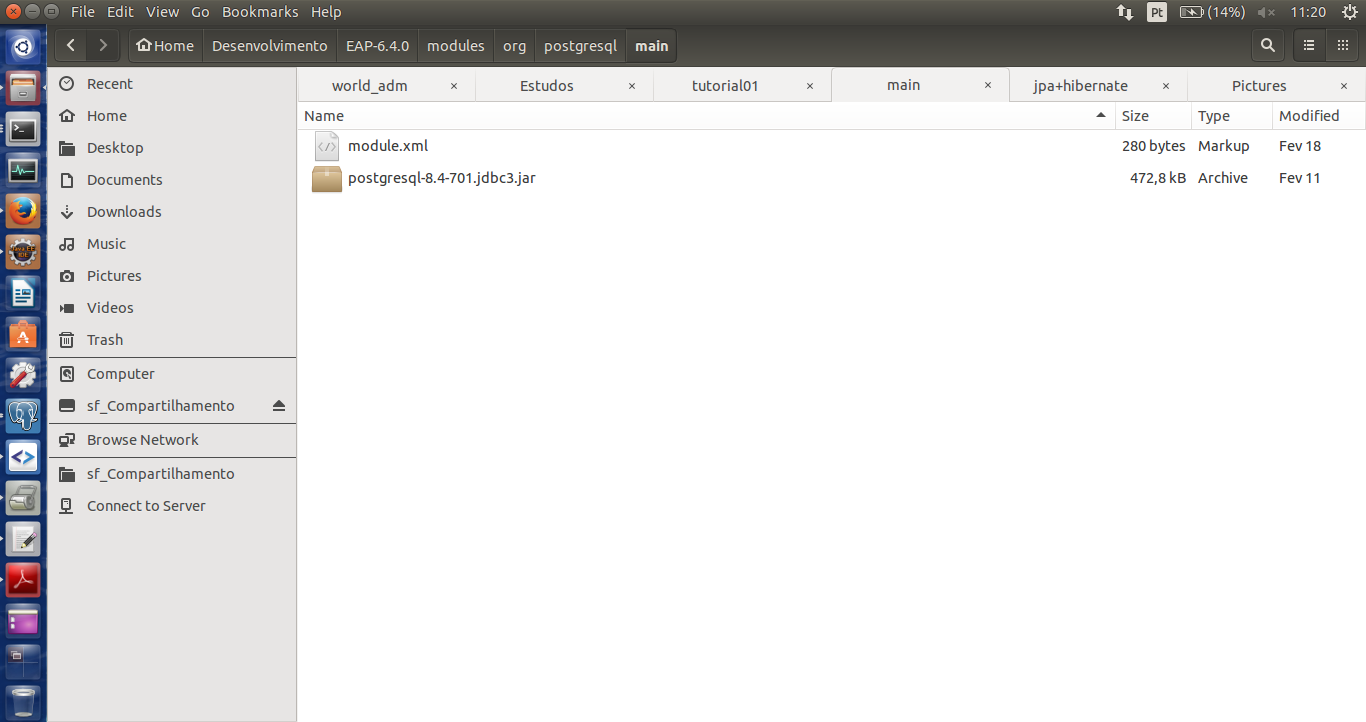 File Edit View Go Bookmarks Help Pt (14%) 11:20
Home Desenvolvimento EAP-6.4.0 modules org postgresql main
world_adm Estudos tutorial01 main jpa+hibernate Pictures
Name Size Type Modified
module.xml 280 bytes Markup Fev 18
postgresql-8.4-701.jdbc3.jar 472,8 kB Archive Fev 11
Recent
Home
Desktop
Documents
Downloads
Music
Pictures
Videos
Trash
Computer
sf_Compartilhamento
Browse Network
sf_Compartilhamento
Connect to Server